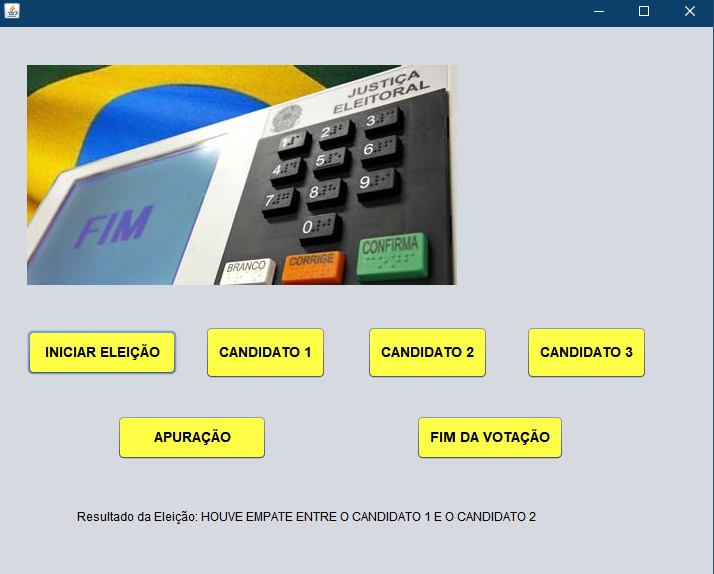 JUSTIÇA
ELEITORAL
1 2 3
4 5 6
7 8 9
0
FIM
BRANCO CORRIGE CONFIRMA
INICIAR ELEIÇÃO CANDIDATO 1 CANDIDATO 2 CANDIDATO 3
APURAÇÃO FIM DA VOTAÇÃO
Resultado da Eleição: HOUVE EMPATE ENTRE O CANDIDATO 1 E O CANDIDATO 2